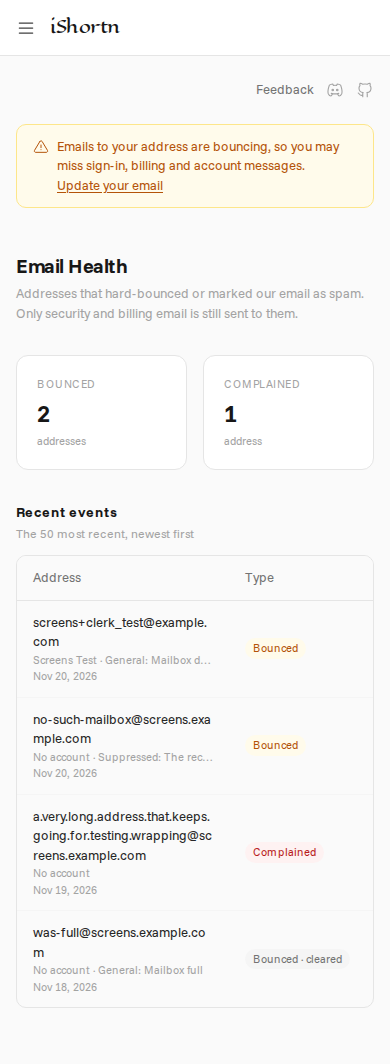 iShortn
Feedback
Emails to your address are bouncing, so you may
miss sign-in, billing and account messages.
Update your email
Email Health
Addresses that hard-bounced or marked our email as spam.
Only security and billing email is still sent to them.
BOUNCED
2
addresses
COMPLAINED
1
address
Recent events
The 50 most recent, newest first
Address
Type
screens+clerk_test@example.
com
Screens Test · General: Mailbox d...
Nov 20, 2026
Bounced
no-such-mailbox@screens.exa
mple.com
No account · Suppressed: The rec...
Nov 20, 2026
Bounced
a.very.long.address.that.keeps.
going.for.testing.wrapping@sc
reens.example.com
No account
Nov 19, 2026
Complained
was-full@screens.example.co
m
No account · General: Mailbox full
Nov 18, 2026
Bounced · cleared